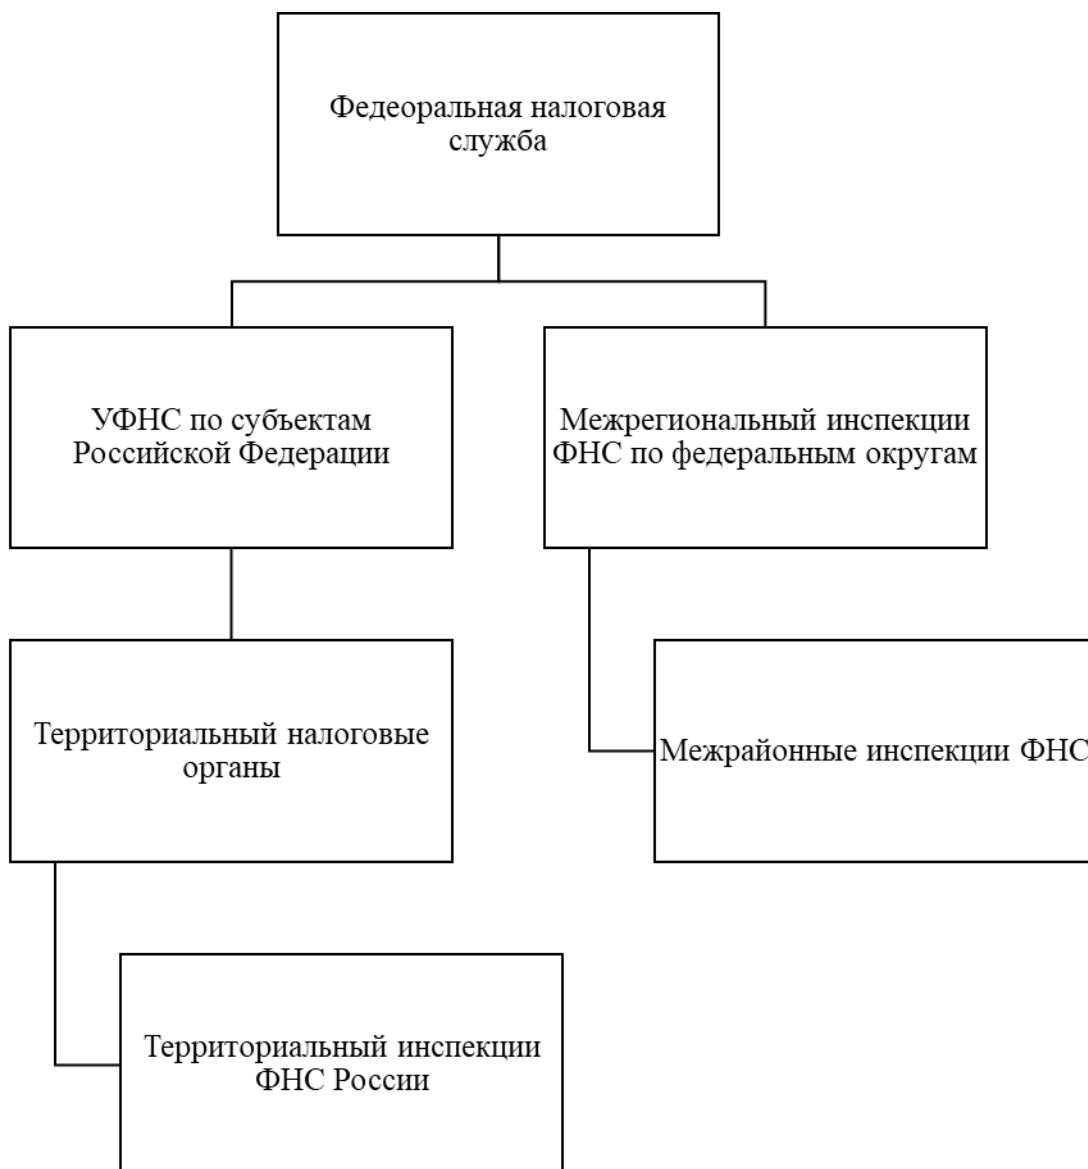 Федеоральная налоговая
служба
УФНС по субъектам
Российской Федерации
Межрегиональный инспекции
ФНС по федеральным округам
Территориальный налоговые
органы
Межрайонные инспекции ФНС
Территориальный инспекции
ФНС России